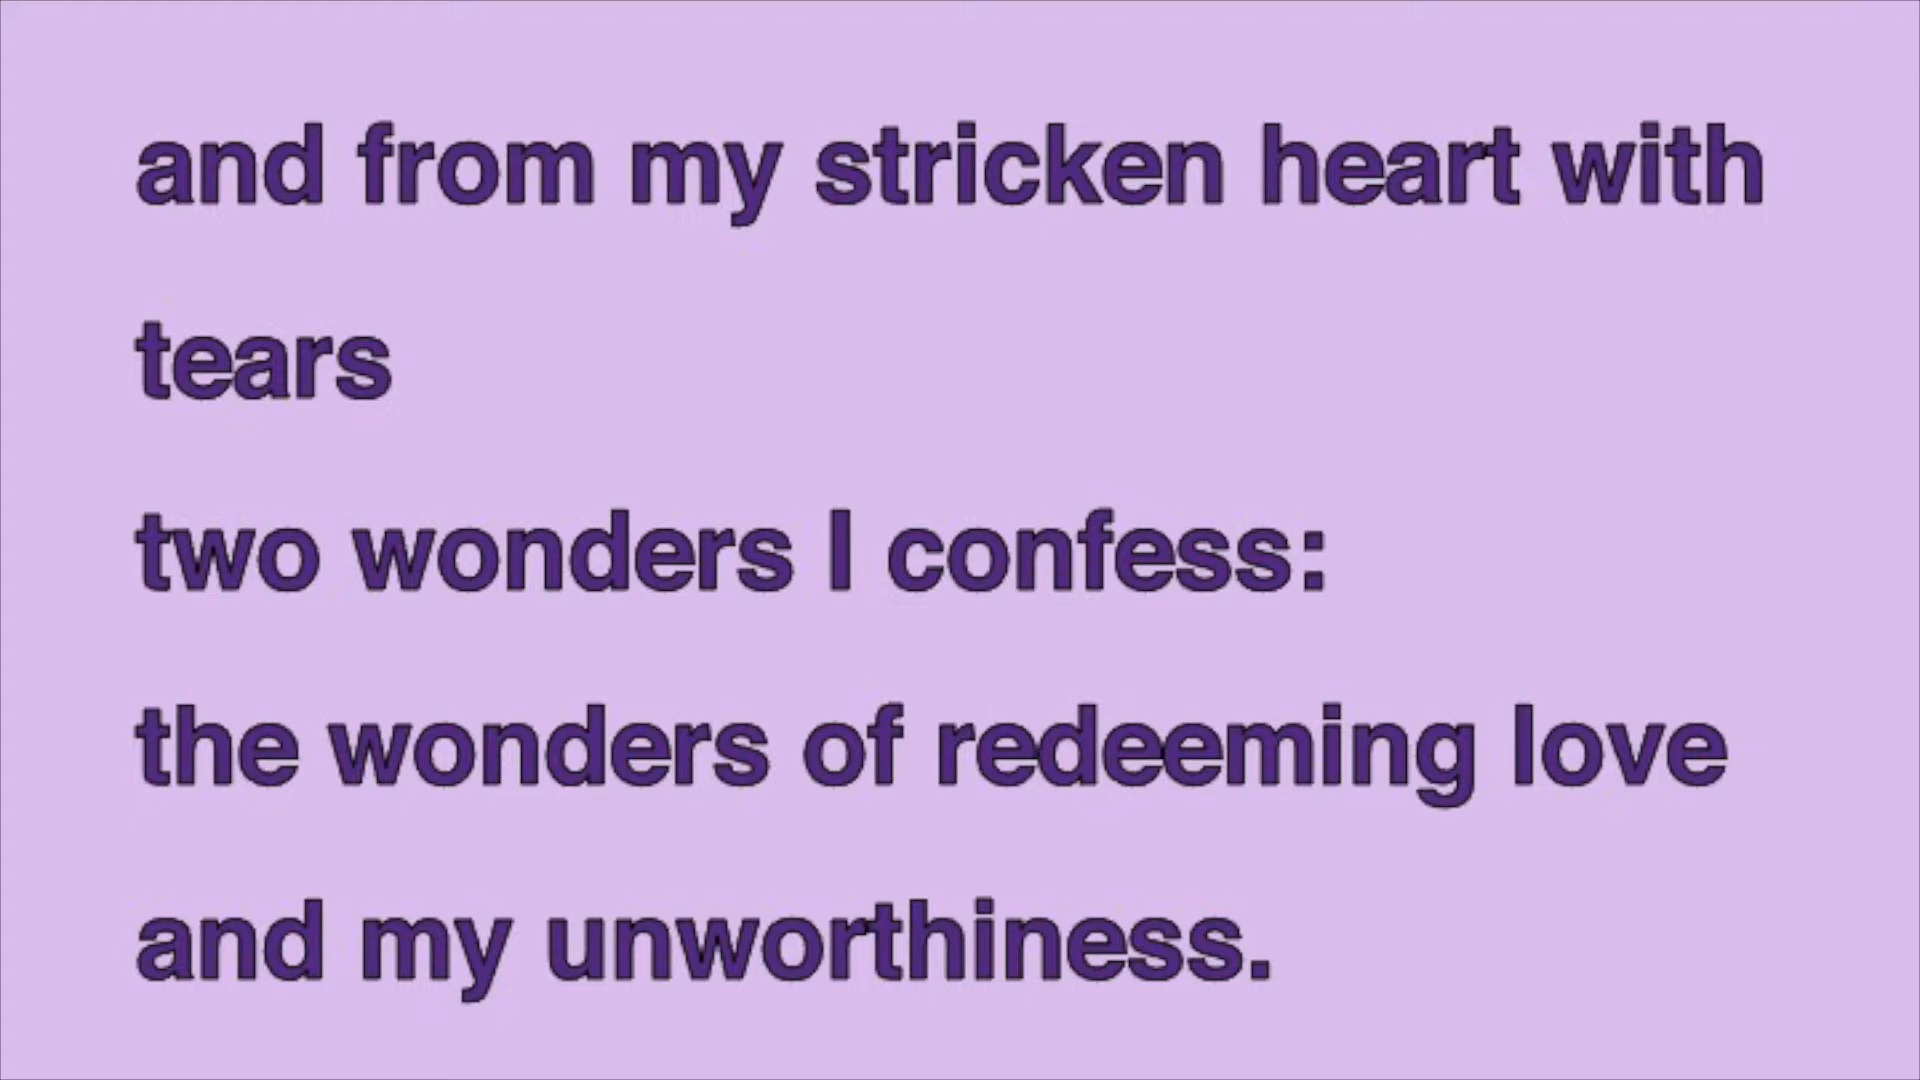 and from my stricken heart with
tears
two wonders I confess:
the wonders of redeeming love
and my unworthiness.